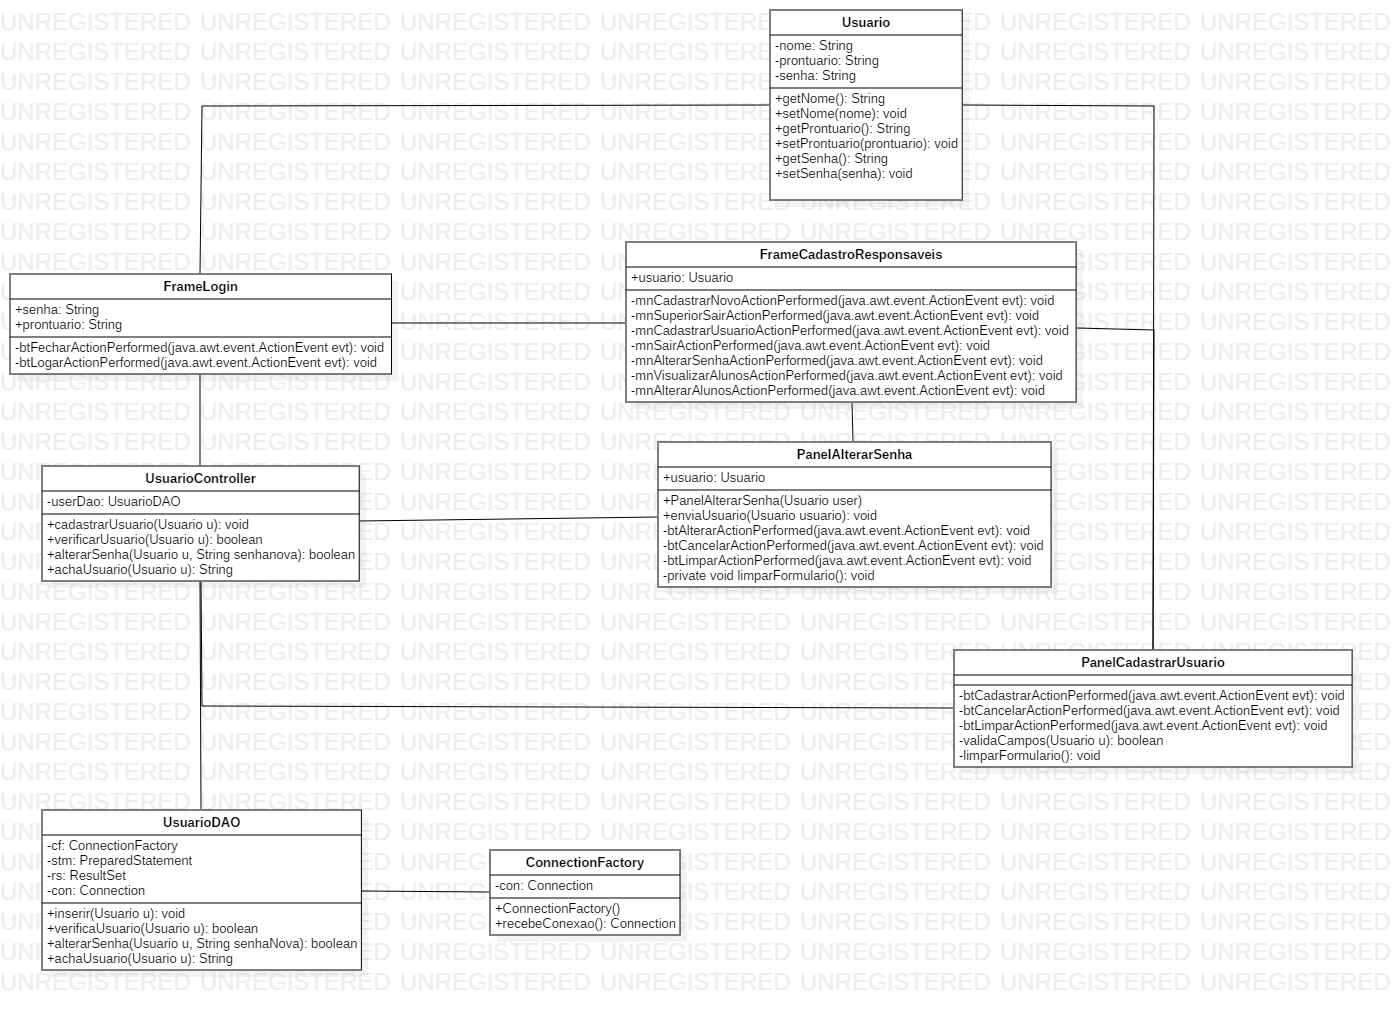 Usuario
-nome: String
-prontuario: String
-senha: String
+getNome(): String
+setNome(nome): void
+getProntuario(): String
+setProntuario(prontuario): void
+getSenha(): String
+setSenha(senha): void
FrameCadastroResponsaveis
+usuario: Usuario
-mnCadastrarNovoActionPerformed(java.awt.event.ActionEvent evt): void
-mnSuperiorSairActionPerformed(java.awt.event.ActionEvent evt): void
-mnCadastrarUsuarioActionPerformed(java.awt.event.ActionEvent evt): void
-mnSairActionPerformed(java.awt.event.ActionEvent evt): void
-mnAlterarSenhaActionPerformed(java.awt.event.ActionEvent evt): void
-mnVisualizarAlunosActionPerformed(java.awt.event.ActionEvent evt): void
-mnAlterarAlunosActionPerformed(java.awt.event.ActionEvent evt): void
FrameLogin
+senha: String
+prontuario: String
-btFecharActionPerformed(java.awt.event.ActionEvent evt): void
-btLogarActionPerformed(java.awt.event.ActionEvent evt): void
PanelAlterarSenha
+usuario: Usuario
+PanelAlterarSenha(Usuario user)
+enviaUsuario(Usuario usuario): void
-btAlterarActionPerformed(java.awt.event.ActionEvent evt): void
-btCancelarActionPerformed(java.awt.event.ActionEvent evt): void
-btLimparActionPerformed(java.awt.event.ActionEvent evt): void
-private void limparFormulario(): void
UsuarioController
-userDao: UsuarioDAO
+cadastrarUsuario(Usuario u): void
+verificarUsuario(Usuario u): boolean
+alterarSenha(Usuario u, String senhanova): boolean
+achaUsuario(Usuario u): String
PanelCadastrarUsuario
-btCadastrarActionPerformed(java.awt.event.ActionEvent evt): void
-btCancelarActionPerformed(java.awt.event.ActionEvent evt): void
-btLimparActionPerformed(java.awt.event.ActionEvent evt): void
-validaCampos(Usuario u): boolean
-limparFormulario(): void
UsuarioDAO
-cf: ConnectionFactory
-stm: PreparedStatement
-rs: ResultSet
-con: Connection
+inserir(Usuario u): void
+verificaUsuario(Usuario u): boolean
+alterarSenha(Usuario u, String senhaNova): boolean
+achaUsuario(Usuario u): String
ConnectionFactory
-con: Connection
+ConnectionFactory()
+recebeConexao(): Connection
UNREGISTERED